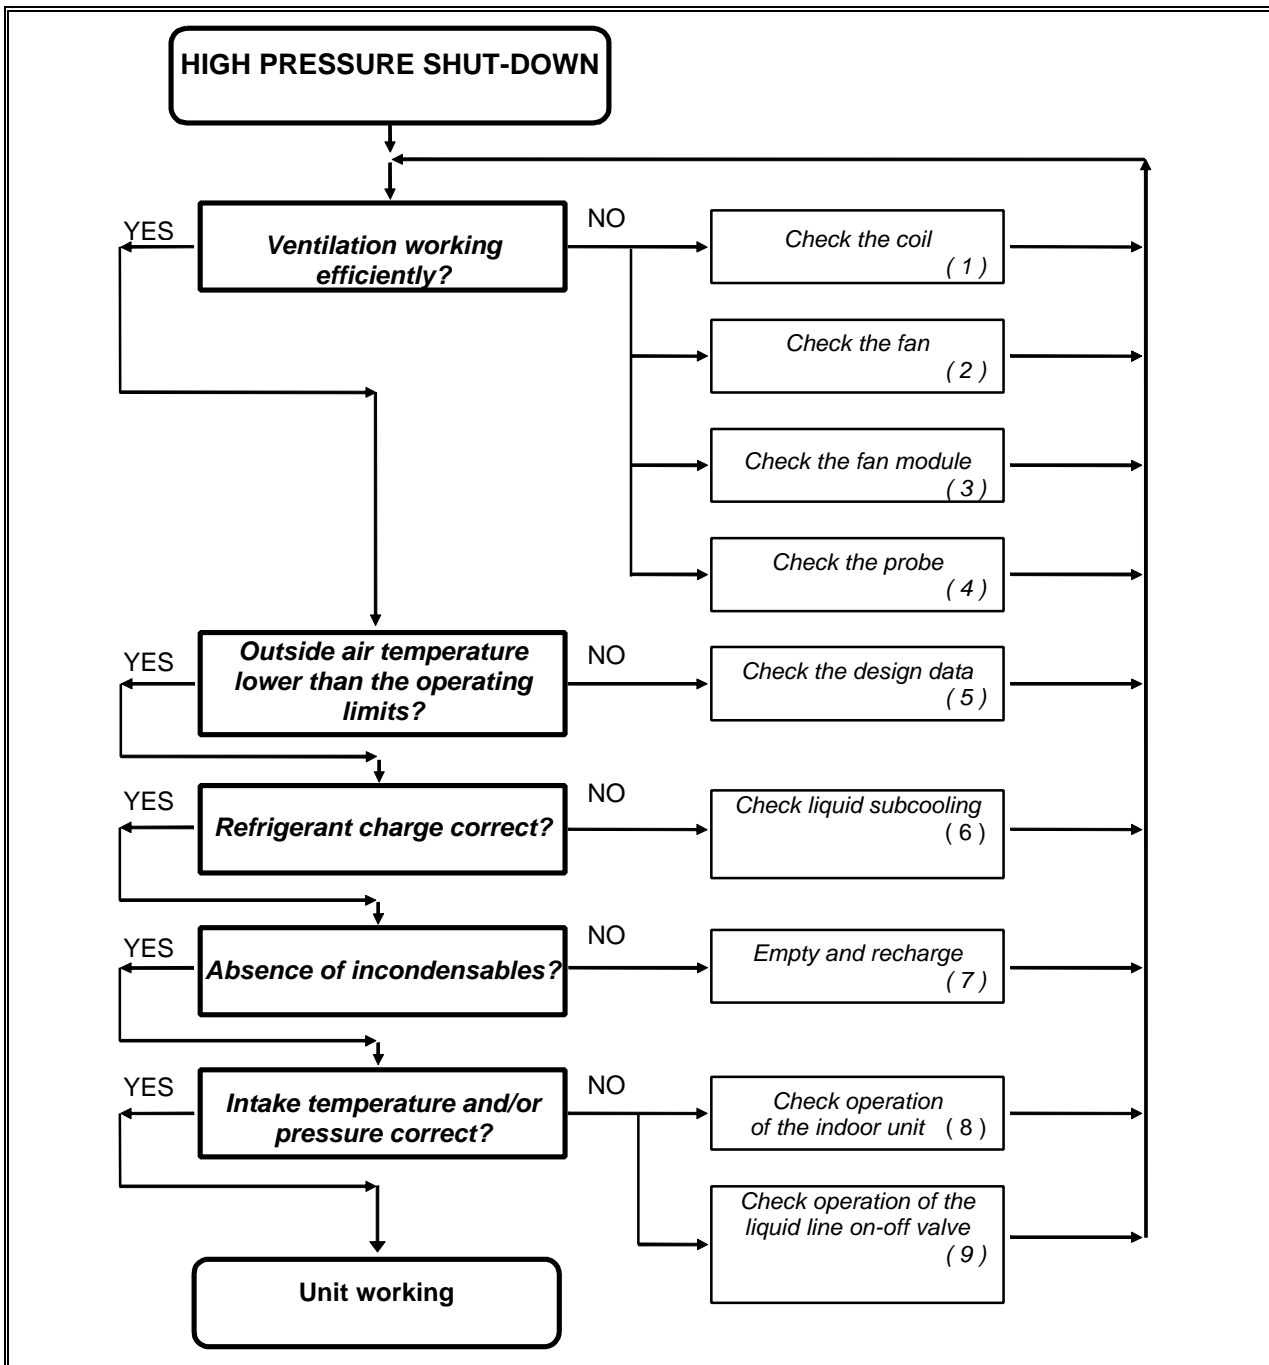 HIGH PRESSURE SHUT-DOWN
YES
Ventilation working
efficiently?
NO
Check the coil
( 1 )
Check the fan
( 2 )
Check the fan module
( 3 )
Check the probe
( 4 )
YES
Outside air temperature
lower than the operating
limits?
NO
Check the design data
( 5 )
YES
Refrigerant charge correct?
NO
Check liquid subcooling
( 6 )
YES
Absence of incondensables?
NO
Empty and recharge
( 7 )
YES
Intake temperature and/or
pressure correct?
NO
Check operation
of the indoor unit ( 8 )
Check operation of the
liquid line on-off valve
( 9 )
Unit working